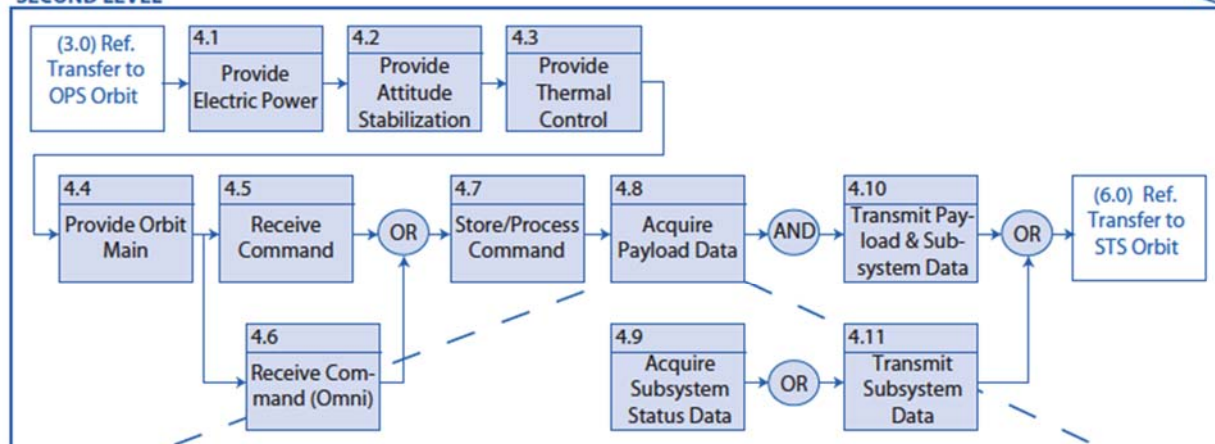 SECOND LEVEL
(3.0) Ref.
Transfer to
OPS Orbit
4.1
Provide
Electric Power
4.2
Provide
Attitude
Stabilization
4.3
Provide
Thermal
Control
4.4
Provide Orbit
Main
4.5
Receive
Command
OR
4.7
Store/Process
Command
4.8
Acquire
Payload Data
AND
4.10
Transmit Pay-
load & Sub-
system Data
OR
(6.0) Ref.
Transfer to
STS Orbit
4.6
Receive Com-
mand (Omni)
4.9
Acquire
Subsystem
Status Data
OR
4.11
Transmit
Subsystem
Data